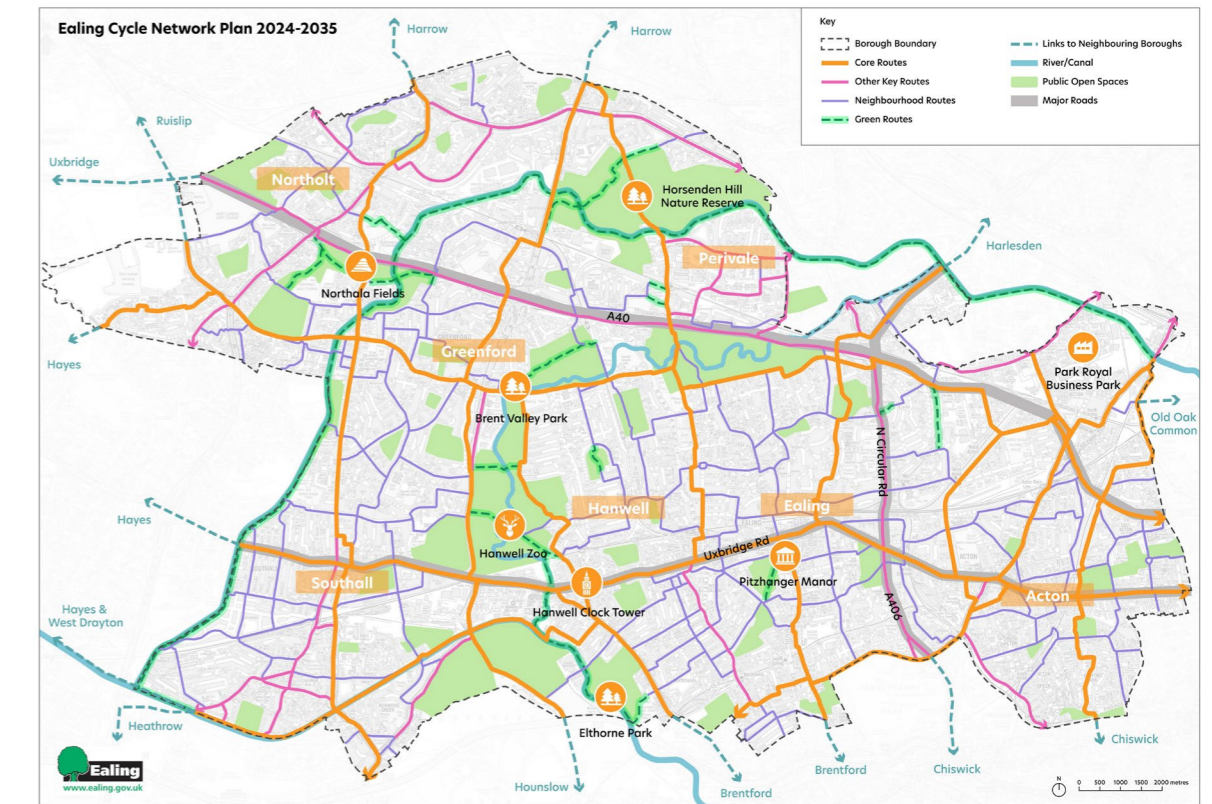 Ealing Cycle Network Plan 2024-2035
Key
Borough Boundary
Core Routes
Other Key Routes
Neighbourhood Routes
Green Routes
Links to Neighbouring Boroughs
River/Canal
Public Open Spaces
Major Roads
Harrow
Harrow
Ruislip
Uxbridge
Northolt
Horsenden Hill
Nature Reserve
Harlesden
Perivale
Northala Fields
A40
Hayes
Greenford
Park Royal
Business Park
Brent Valley Park
Old Oak
Common
N Circular Rd
Hanwell
Ealing
Hayes
Hanwell Zoo
Uxbridge Rd
Pitzhanger Manor
Southall
Hanwell Clock Tower
Acton
A406
Hayes &
West Drayton
Heathrow
Elthorne Park
Chiswick
Chiswick
Brentford
Brentford
Hounslow
Ealing
www.ealing.gov.uk
N
0 500 1000 1500 2000 metres